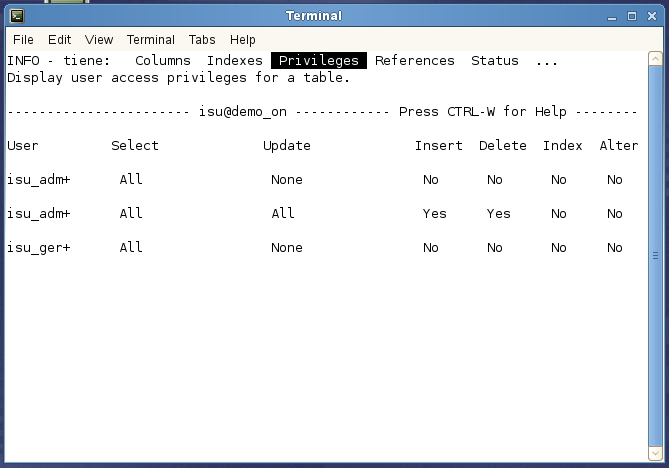 Terminal
File Edit View Terminal Tabs Help
INFO - tiene: Columns Indexes Privileges References Status ...
Display user access privileges for a table.
----------------------- isu@demo_on ------------ Press CTRL-W for Help --------
User Select Update Insert Delete Index Alter
isu_adm+ All None No No No No
isu_adm+ All All Yes Yes No No
isu_ger+ All None No No No No